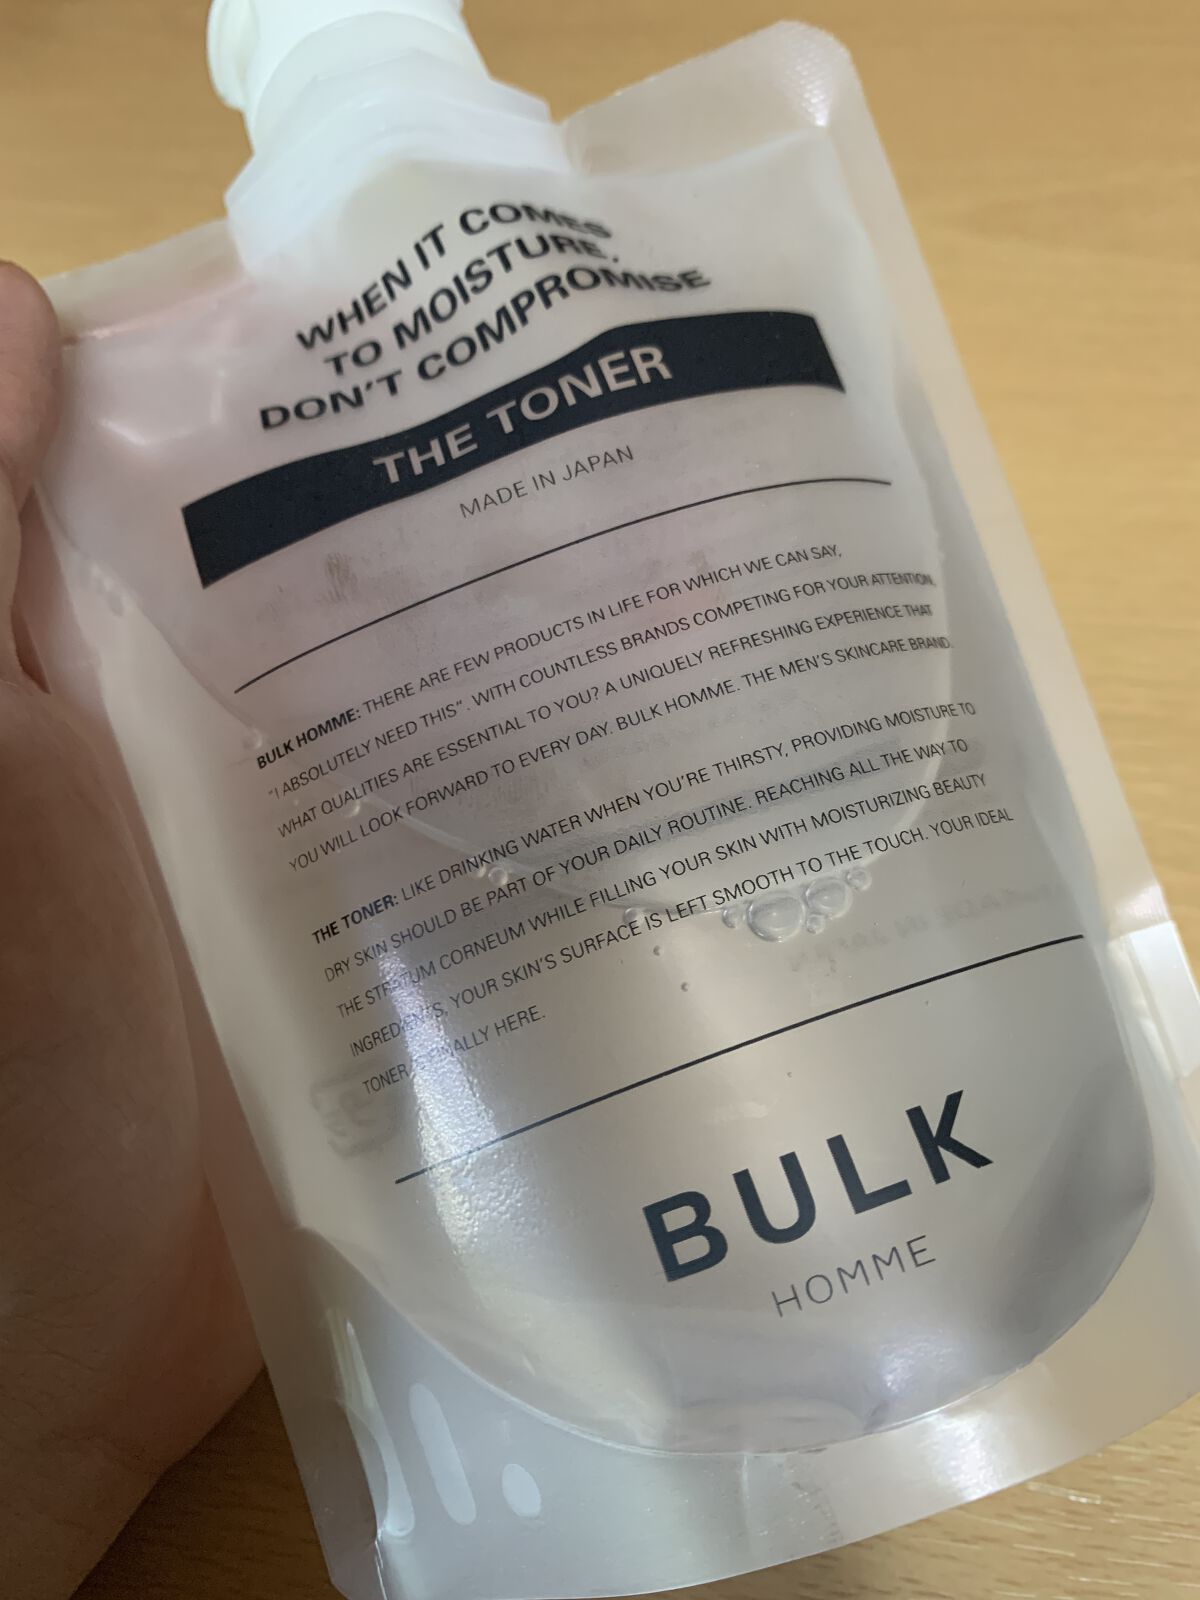 WHEN IT COMES
TO MOISTURE,
DON'T COMPROMISE
THE TONER
MADE IN JAPAN
BULK HOMME: THERE ARE FEW PRODUCTS IN LIFE FOR WHICH WE CAN SAY,
"I ABSOLUTELY NEED THIS". WITH COUNTLESS BRANDS COMPETING FOR YOUR ATTENTION,
WHAT QUALITIES ARE ESSENTIAL TO YOU? A UNIQUELY REFRESHING EXPERIENCE THAT
YOU WILL LOOK FORWARD TO EVERY DAY. BULK HOMME. THE MEN'S SKINCARE BRAND.
THE TONER: LIKE DRINKING WATER WHEN YOU'RE THIRSTY, PROVIDING MOISTURE TO
DRY SKIN SHOULD BE PART OF YOUR DAILY ROUTINE. REACHING ALL THE WAY TO
THE STRATUM CORNEUM WHILE FILLING YOUR SKIN WITH MOISTURIZING BEAUTY
INGREDIENTS, YOUR SKIN'S SURFACE IS LEFT SMOOTH TO THE TOUCH. YOUR IDEAL
TONER IS FINALLY HERE.
BULK
HOMME